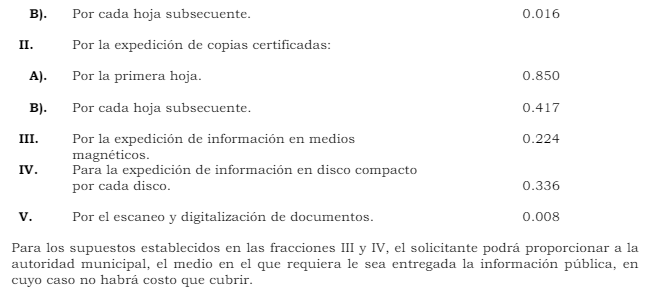 B). Por cada hoja subsecuente. 0.016
II. Por la expedición de copias certificadas:
A). Por la primera hoja. 0.850
B). Por cada hoja subsecuente. 0.417
III. Por la expedición de información en medios 0.224
magnéticos.
IV. Para la expedición de información en disco compacto
por cada disco. 0.336
V. Por el escaneo y digitalización de documentos. 0.008
Para los supuestos establecidos en las fracciones III y IV, el solicitante podrá proporcionar a la
autoridad municipal, el medio en el que requiera le sea entregada la información pública, en
cuyo caso no habrá costo que cubrir.